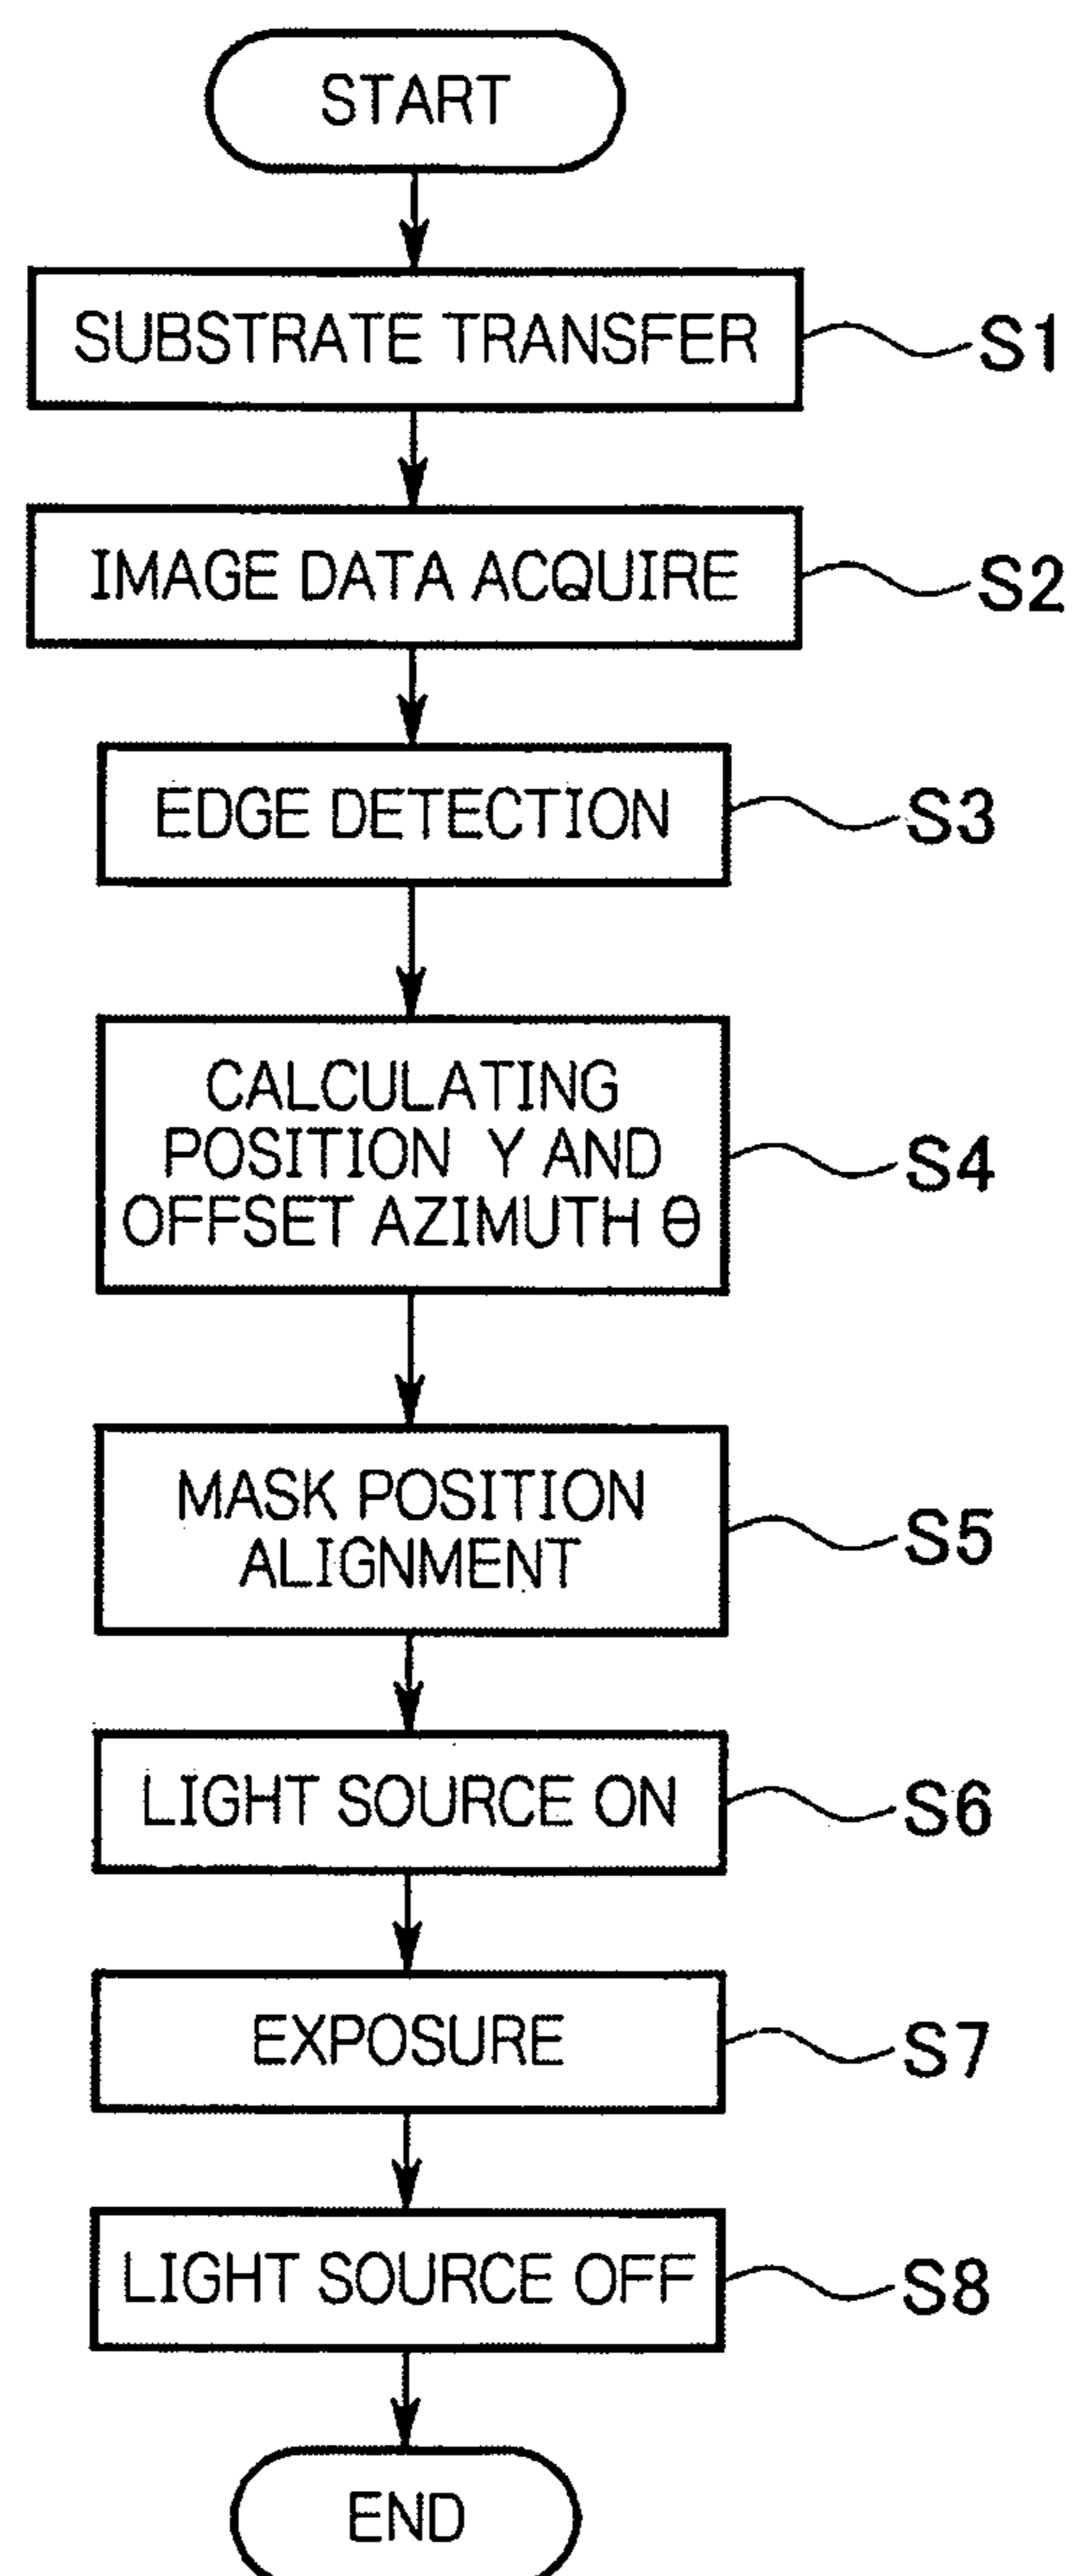 START
SUBSTRATE TRANSFER
S1
IMAGE DATA ACQUIRE
S2
EDGE DETECTION
S3
CALCULATING
POSITION Y AND
OFFSET AZIMUTH θ
S4
MASK POSITION
ALIGNMENT
S5
LIGHT SOURCE ON
S6
EXPOSURE
S7
LIGHT SOURCE OFF
S8
END